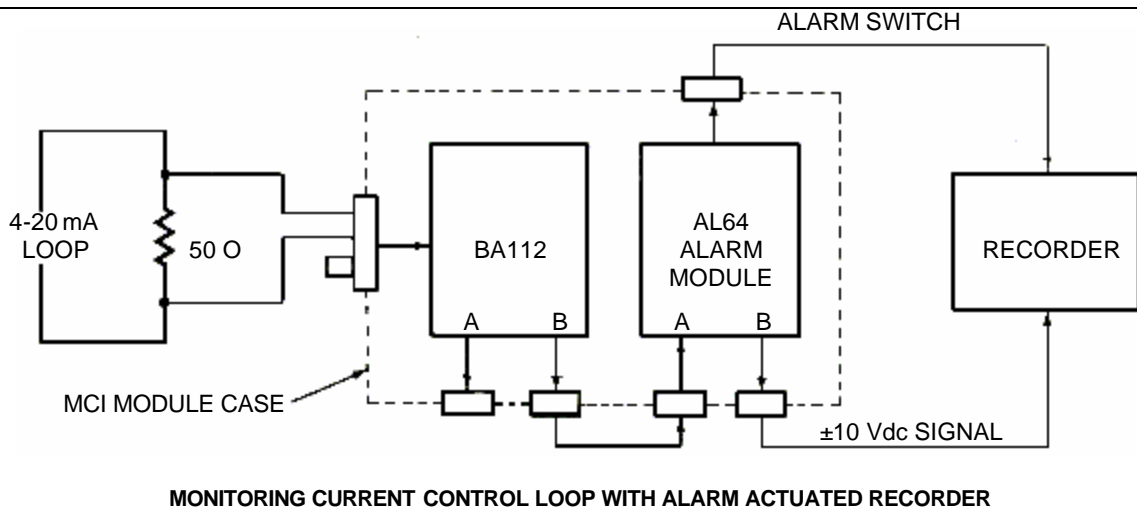 ALARM SWITCH
4-20 mA
LOOP
50 O
BA112
A B
AL64
ALARM
MODULE
A B
RECORDER
MCI MODULE CASE
±10 Vdc SIGNAL
MONITORING CURRENT CONTROL LOOP WITH ALARM ACTUATED RECORDER